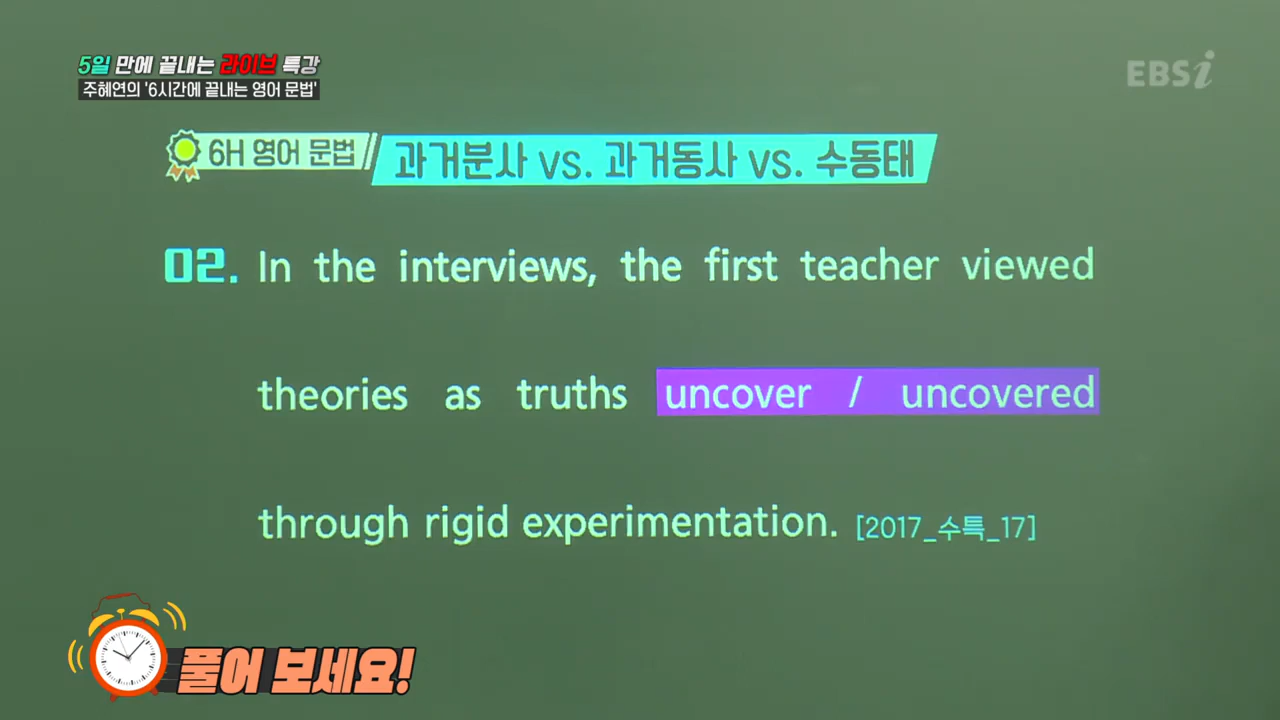 5일 만에 끝내는 라이브 특강
주혜연의 '6시간에 끝내는 영어 문법'
EBSi
6H 영어 문법
과거분사 vs. 과거동사 vs. 수동태
02. In the interviews, the first teacher viewed
theories as truths uncover / uncovered
through rigid experimentation. [2017_수특_17]
풀어 보세요!